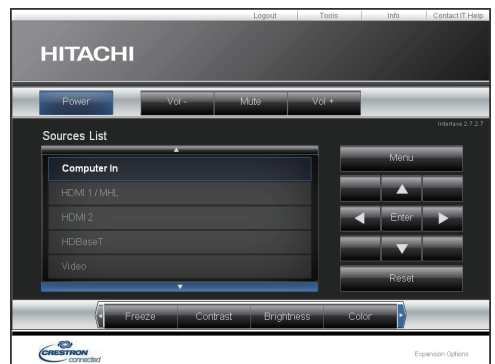 Logout Tools Info Contact IT Help
HITACHI
Power Vol - Mute Vol +
Interface 2.7.2.7
Sources List
Computer In
HDMI 1 / MHL
HDMI 2
HDBaseT
Video
Menu
Enter
Reset
Freeze Contrast Brightness Color
CRESTRON
connected
Expansion Options